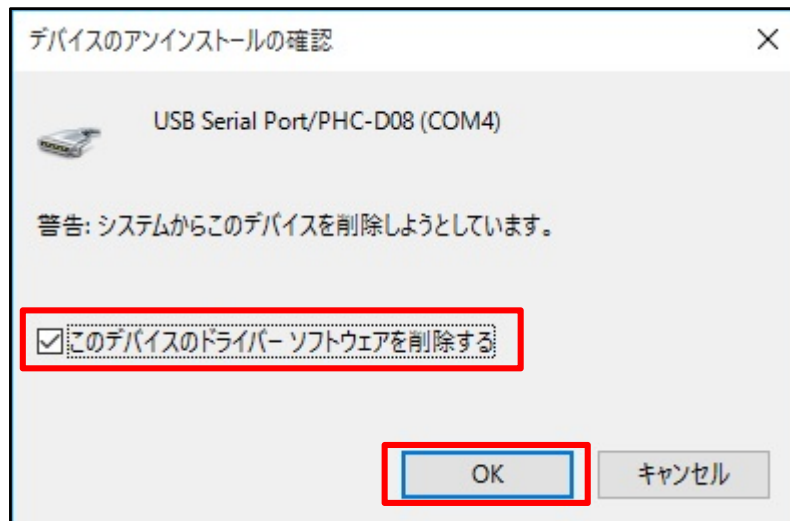 デバイスのアンインストールの確認
USB Serial Port/PHC-D08 (COM4)
警告: システムからこのデバイスを削除しようとしています。
このデバイスのドライバー ソフトウェアを削除する
OK
キャンセル